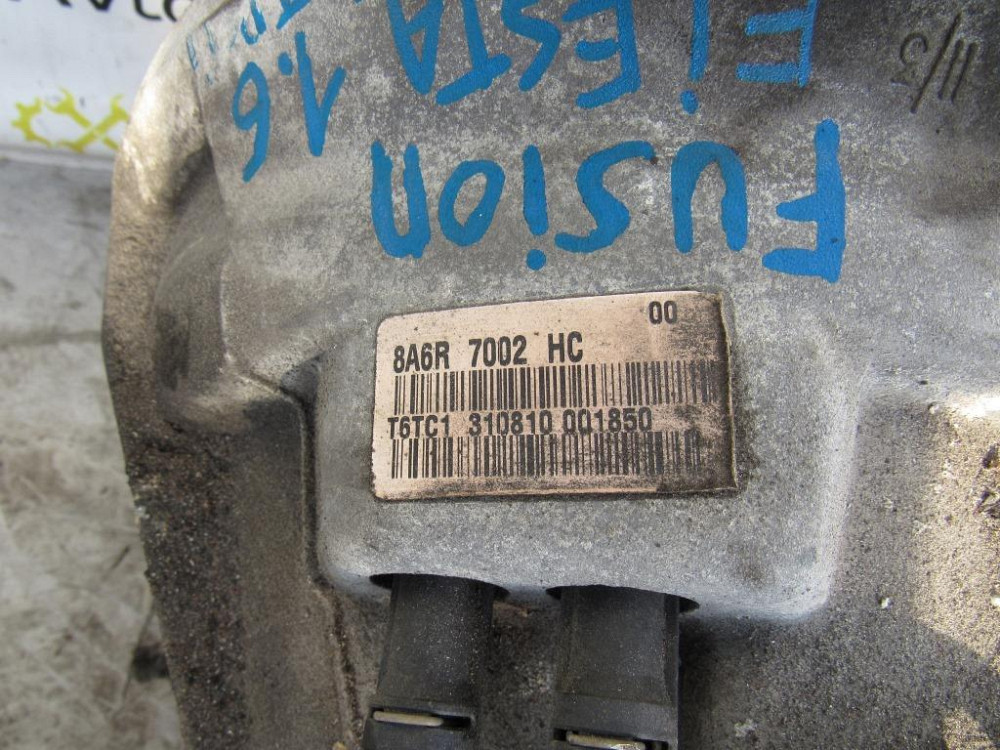 00
8A6R 7002 HC
T6TC1 310810 001850
Fusion 1.6
FiESTA